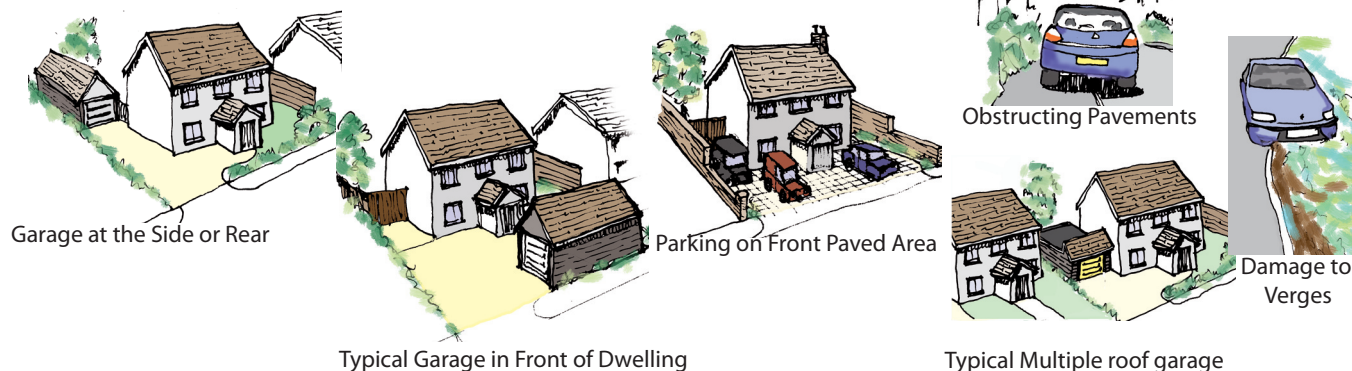 Garage at the Side or Rear
Typical Garage in Front of Dwelling
Parking on Front Paved Area
Obstructing Pavements
Damage to
Verges
Typical Multiple roof garage